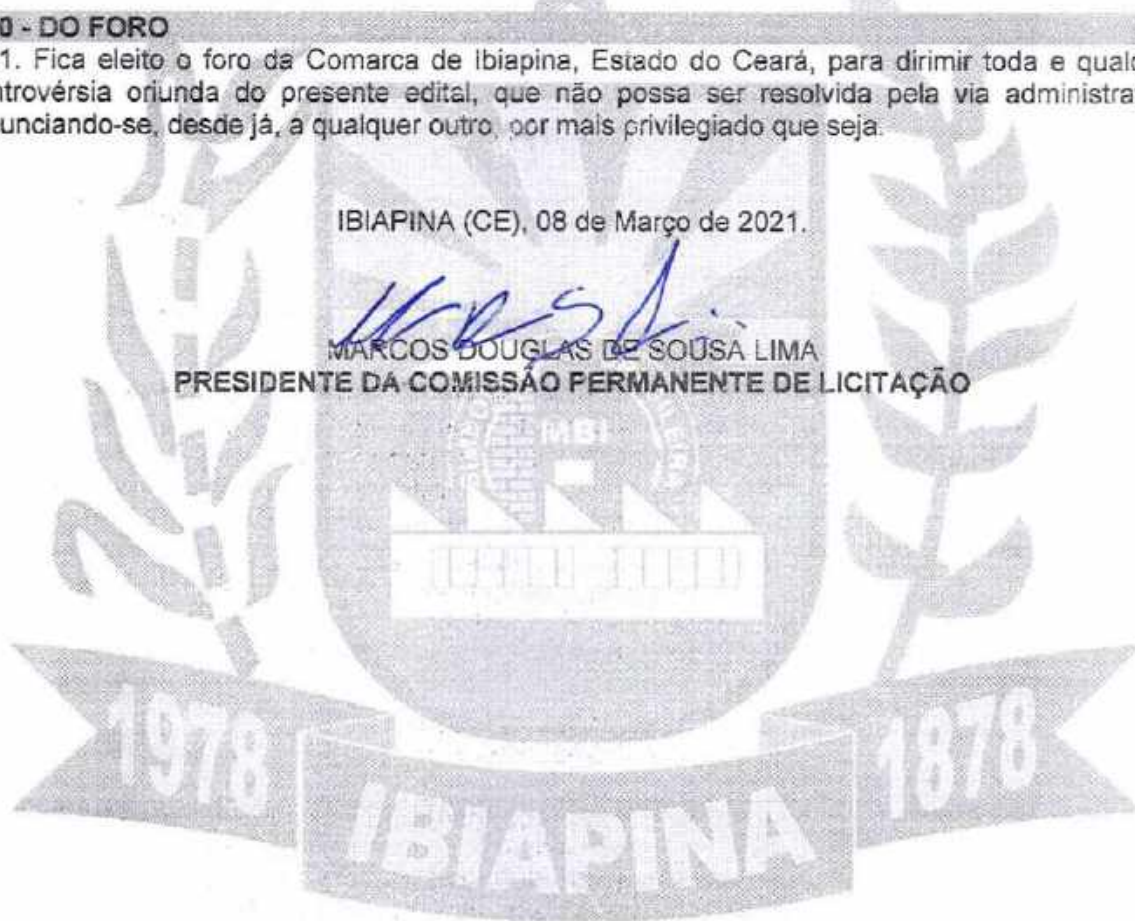 0 - DO FORO
1. Fica eleito o foro da Comarca de Ibiapina, Estado do Ceará, para dirimir toda e qualq
ntrovérsia oriunda do presente edital, que não possa ser resolvida pela via administra
unciando-se, desde já, a qualquer outro, por mais privilegiado que seja.
IBIAPINA (CE), 08 de Março de 2021.
MARCOS DOUGLAS DE SOUSA LIMA
PRESIDENTE DA COMISSÃO PERMANENTE DE LICITAÇÃO
MBI
1978
1878
IBIAPINA